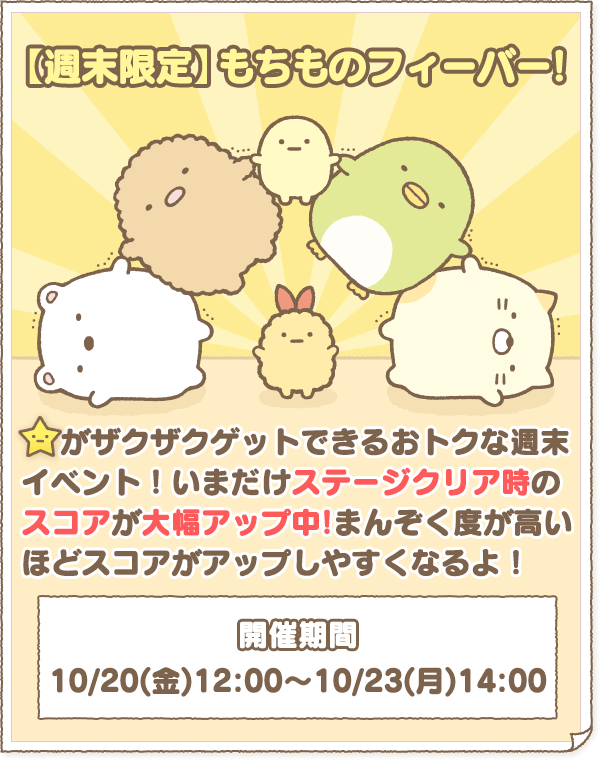 【週末限定】もちものフィーバー!
がザクザクゲットできるおトクな週末
イベント！いまだけステージクリア時の
スコアが大幅アップ中!まんぞく度が高い
ほどスコアがアップしやすくなるよ！
開催期間
10/20(金)12:00〜10/23(月)14:00